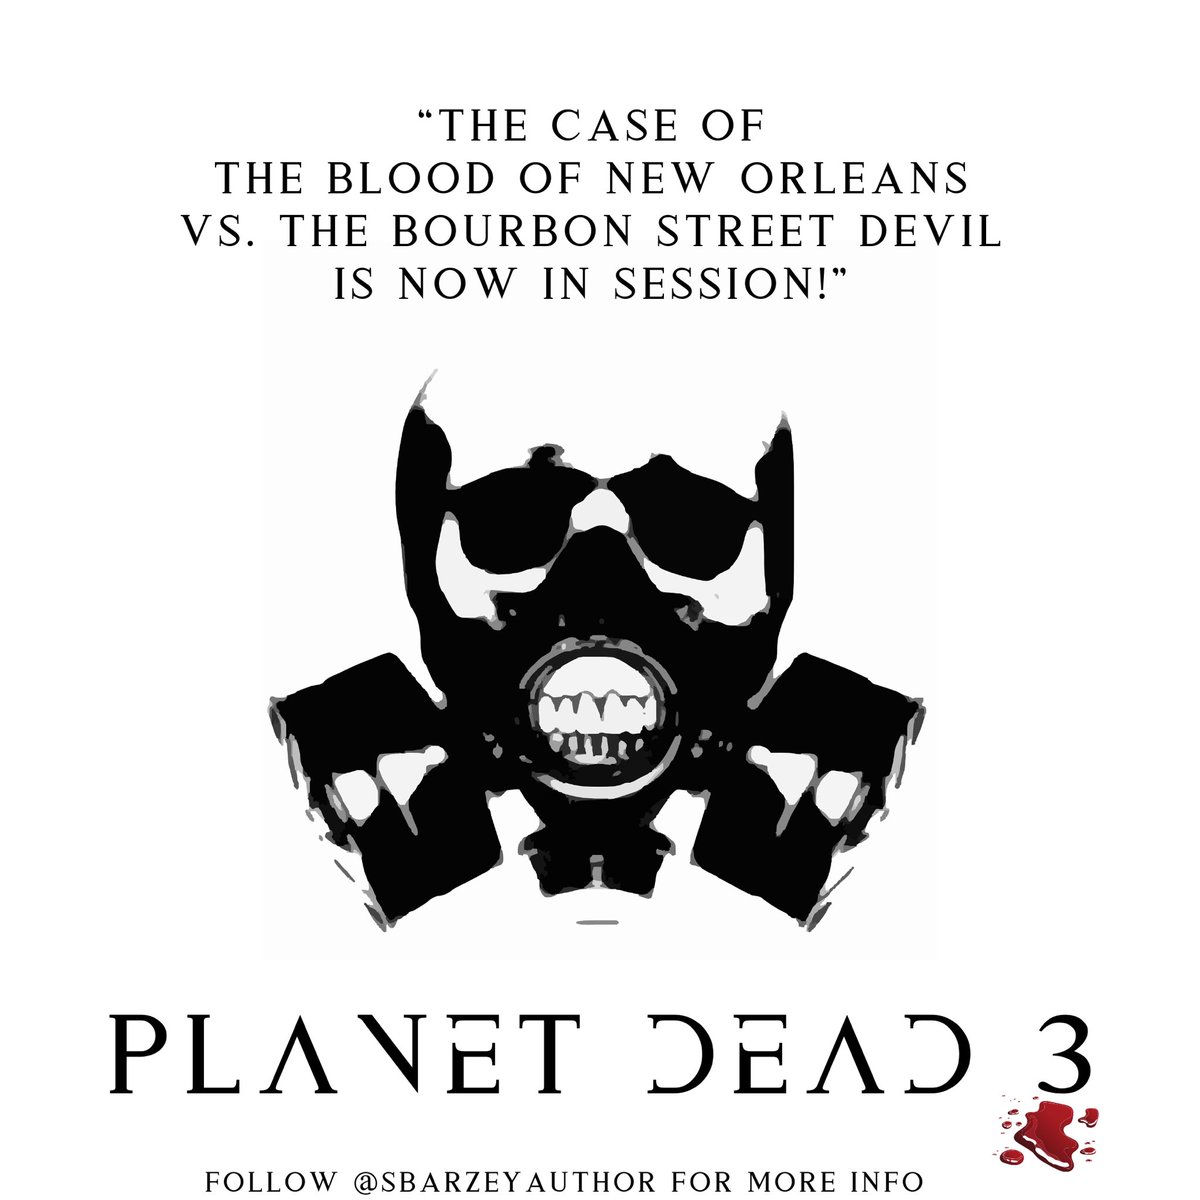 “THE CASE OF
THE BLOOD OF NEW ORLEANS
VS. THE BOURBON STREET DEVIL
IS NOW IN SESSION!”
PLANET DEAD 3
FOLLOW @SBARZEYAUTHOR FOR MORE INFO